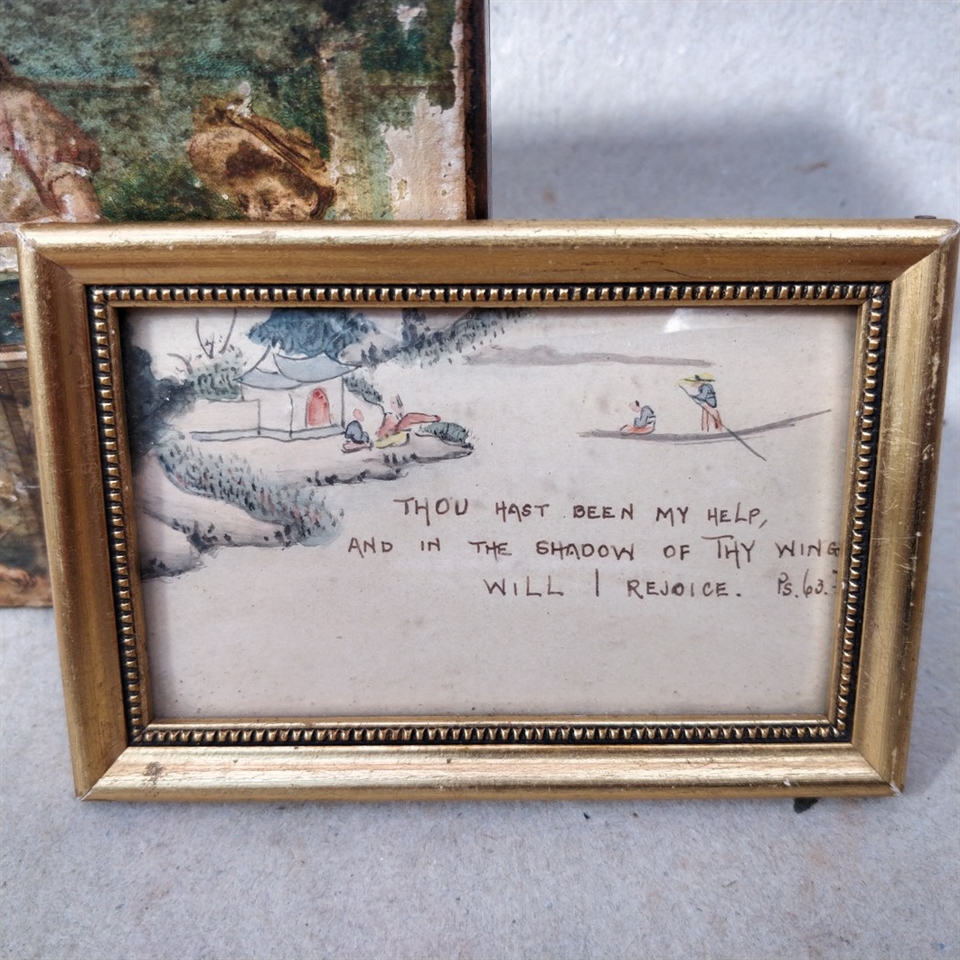 THOU HAST BEEN MY HELP,
AND IN THE SHADOW OF THY WING
WILL I REJOICE. Ps. 63.